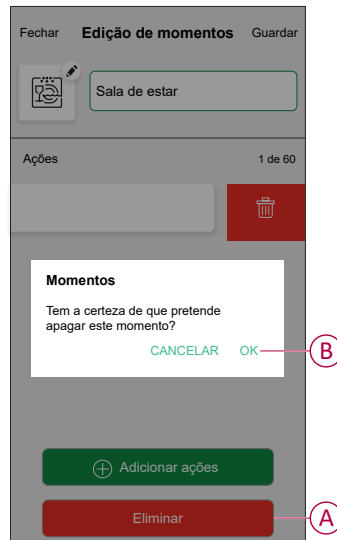 Fechar Edição de momentos Guardar
Sala de estar
Ações 1 de 60
Momentos
Tem a certeza de que pretende
apagar este momento?
CANCELAR OK B
Adicionar ações
Eliminar A